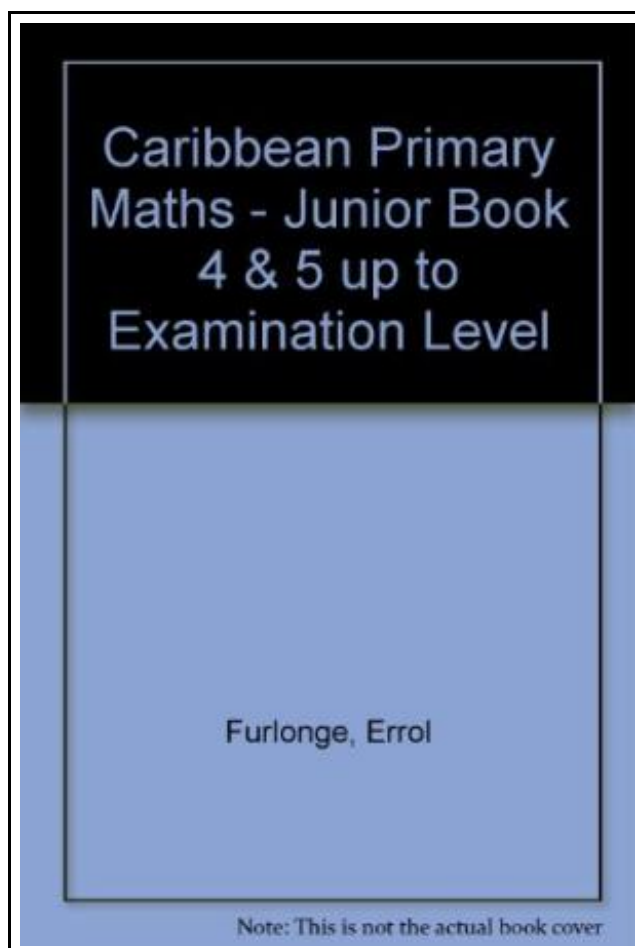 Caribbean Primary
Maths - Junior Book
4 & 5 up to
Examination Level
Furlonge, Errol
Note: This is not the actual book cover